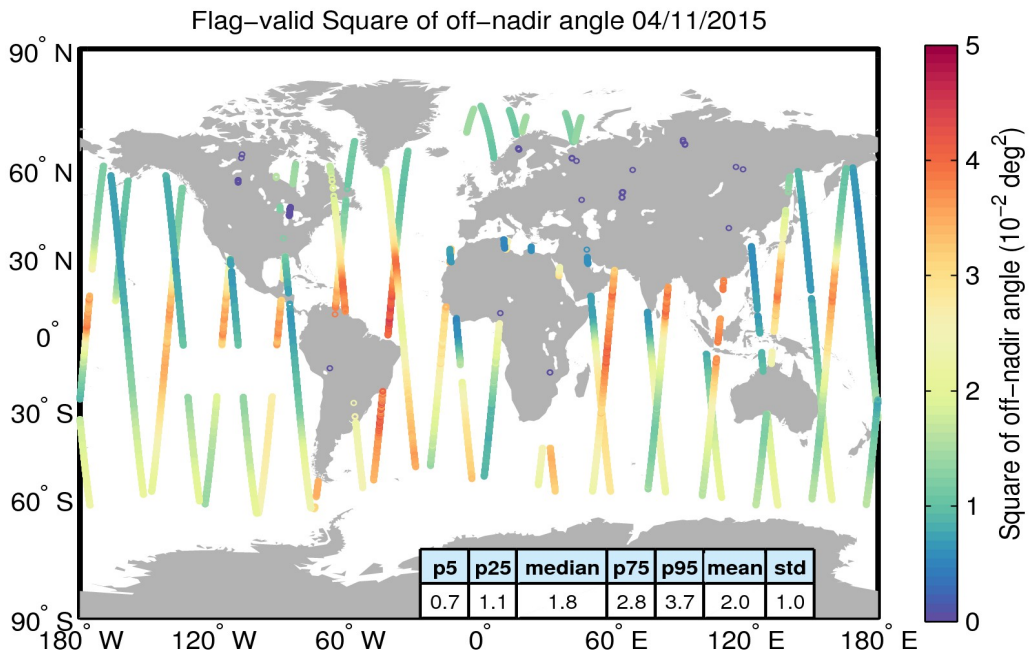 Flag−valid Square of off−nadir angle 04/11/2015
90° N
60° N
30° N
0°
30° S
60° S
90° S
180° W
120° W
60° W
0°
60° E
120° E
180° E
p5 p25 median p75 p95 mean std
0.7 1.1 1.8 2.8 3.7 2.0 1.0
5
4
3
2
1
0
Square of off−nadir angle (10⁻² deg²)